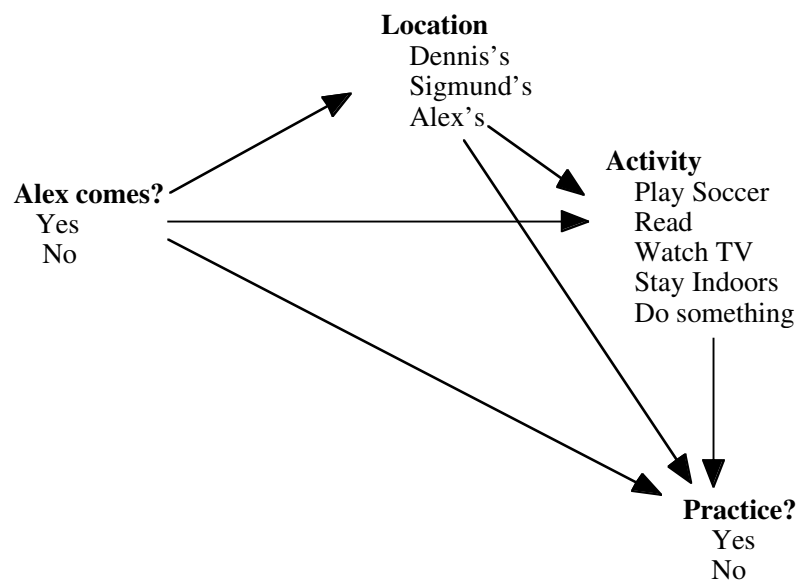 Location
Dennis’s
Sigmund’s
Alex’s
Alex comes?
Yes
No
Activity
Play Soccer
Read
Watch TV
Stay Indoors
Do something
Practice?
Yes
No